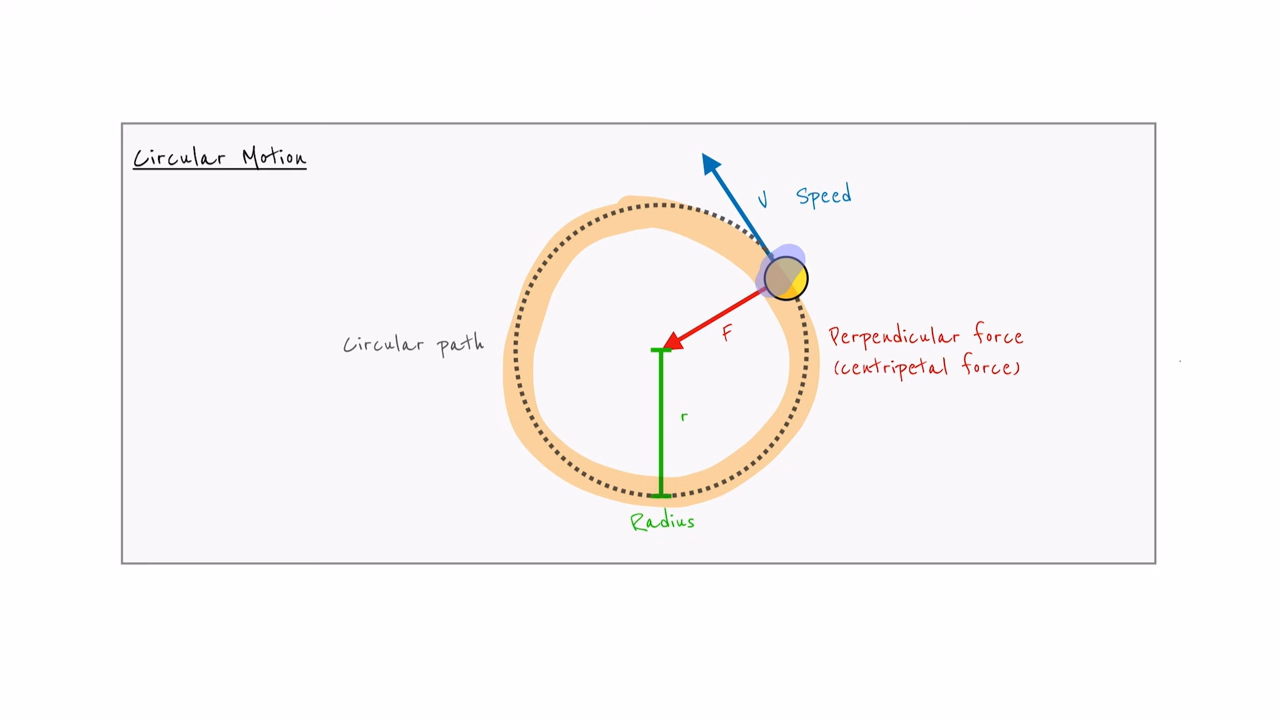 Circular Motion
v Speed
F
Perpendicular force
(centripetal force)
Circular path
r
Radius